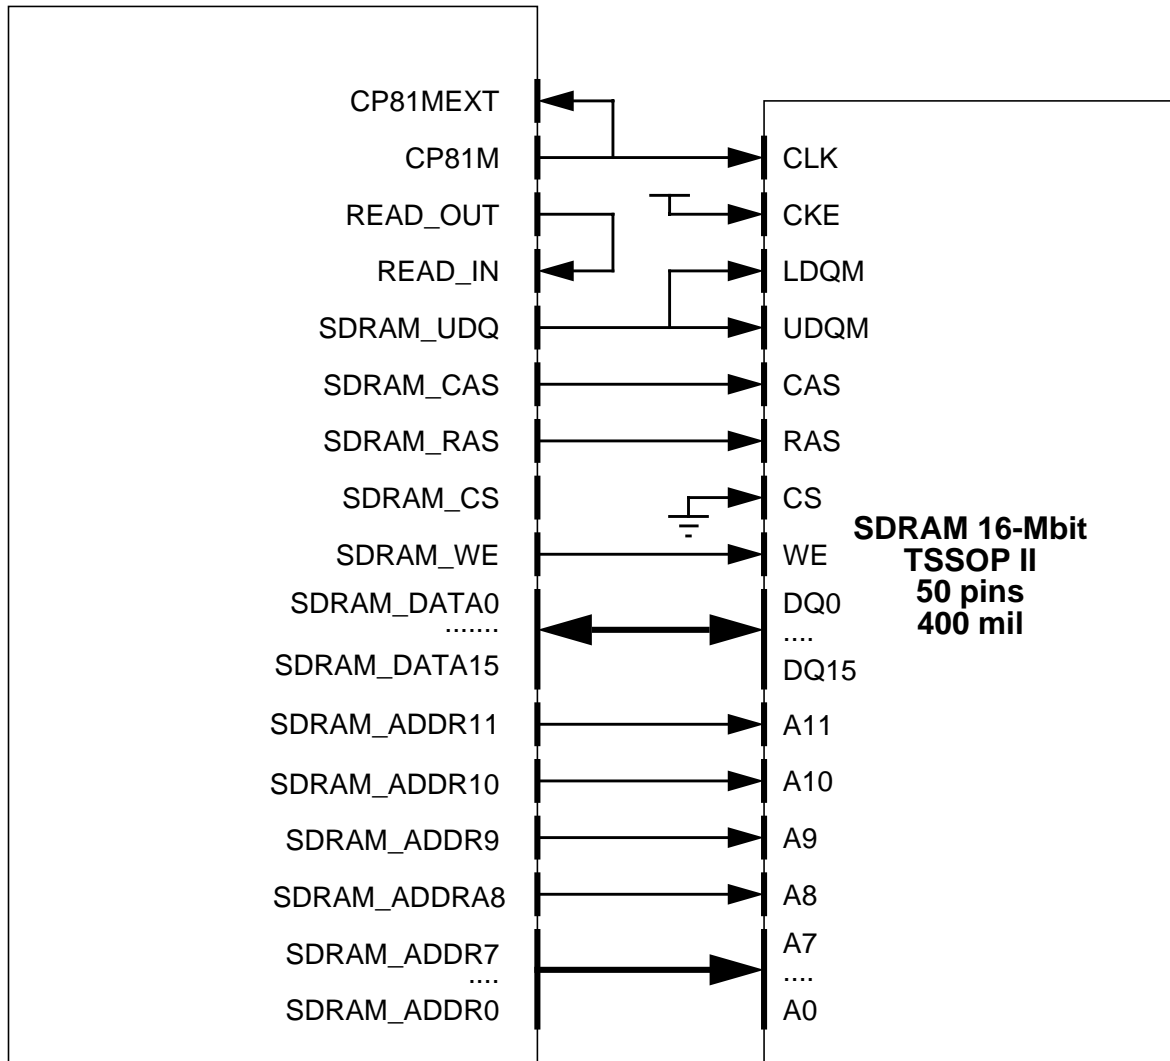 CP81MEXT
CP81M CLK
READ_OUT CKE
READ_IN LDQM
SDRAM_UDQ UDQM
SDRAM_CAS CAS
SDRAM_RAS RAS
SDRAM_CS CS
SDRAM 16-Mbit
TSSOP II
50 pins
400 mil
SDRAM_WE WE
SDRAM_DATA0 DQ0
....... ....
SDRAM_DATA15 DQ15
SDRAM_ADDR11 A11
SDRAM_ADDR10 A10
SDRAM_ADDR9 A9
SDRAM_ADDRA8 A8
SDRAM_ADDR7 A7
.... ....
SDRAM_ADDR0 A0